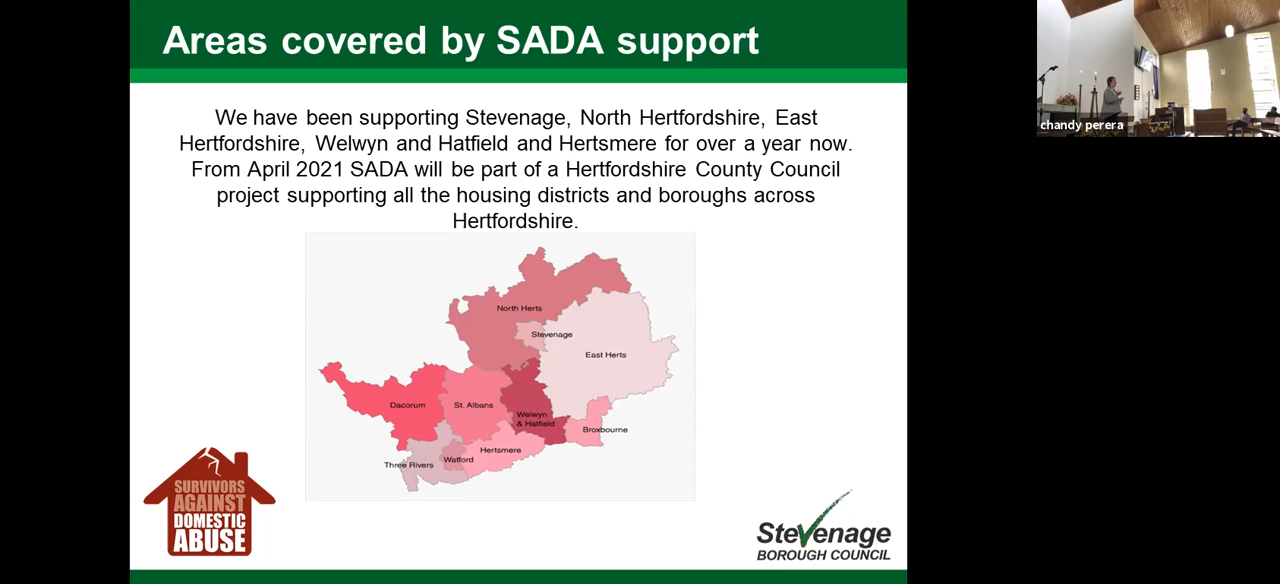 Areas covered by SADA support
We have been supporting Stevenage, North Hertfordshire, East
Hertfordshire, Welwyn and Hatfield and Hertsmere for over a year now.
From April 2021 SADA will be part of a Hertfordshire County Council
project supporting all the housing districts and boroughs across
Hertfordshire.
North Herts
Stevenage
East Herts
Dacorum
St. Albans
Welwyn
& Hatfield
Broxbourne
Hertsmere
Watford
Three Rivers
SURVIVORS
AGAINST
DOMESTIC
ABUSE
Stevenage
BOROUGH COUNCIL
chandy perera